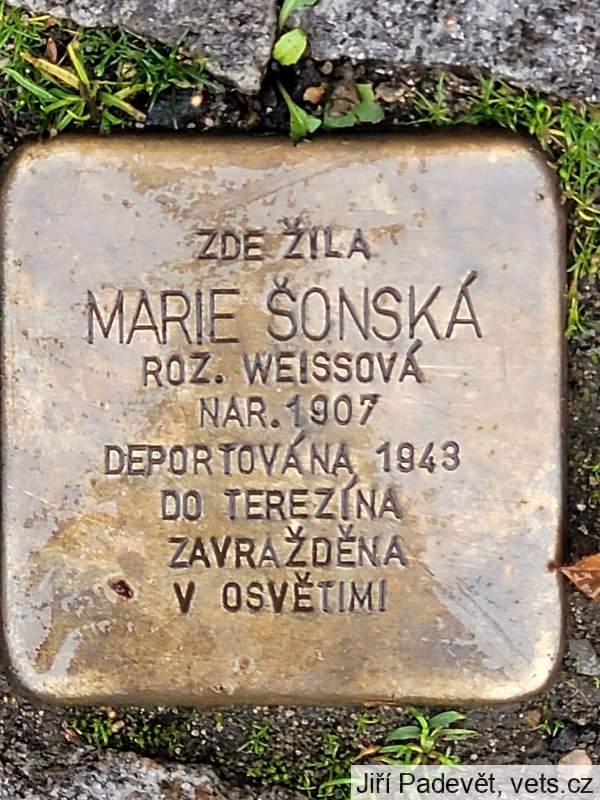 ZDE ŽILA
MARIE ŠONSKÁ
ROZ. WEISSOVÁ
NAR. 1907
DEPORTOVÁNA 1943
DO TEREZÍNA
ZAVRAŽDĚNA
V OSVĚTIMI
Jiří Padevět, vets.cz